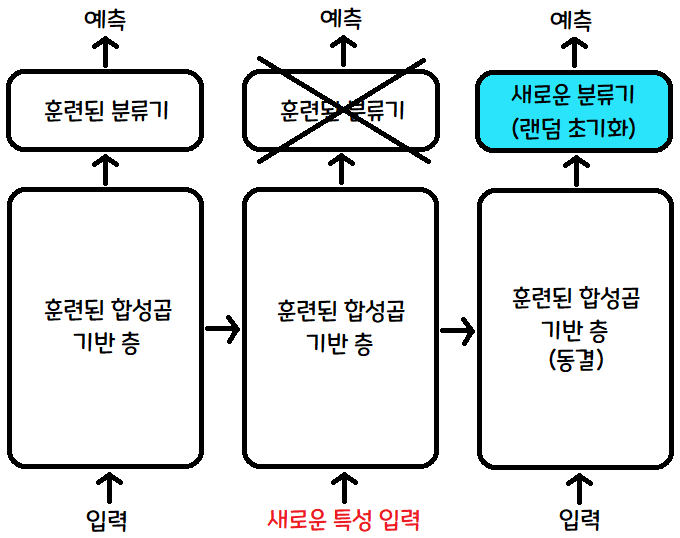 예측
예측
예측
훈련된 분류기
훈련된 분류기
새로운 분류기
(랜덤 초기화)
훈련된 합성곱
기반 층
훈련된 합성곱
기반 층
훈련된 합성곱
기반 층
(동결)
입력
새로운 특성 입력
입력